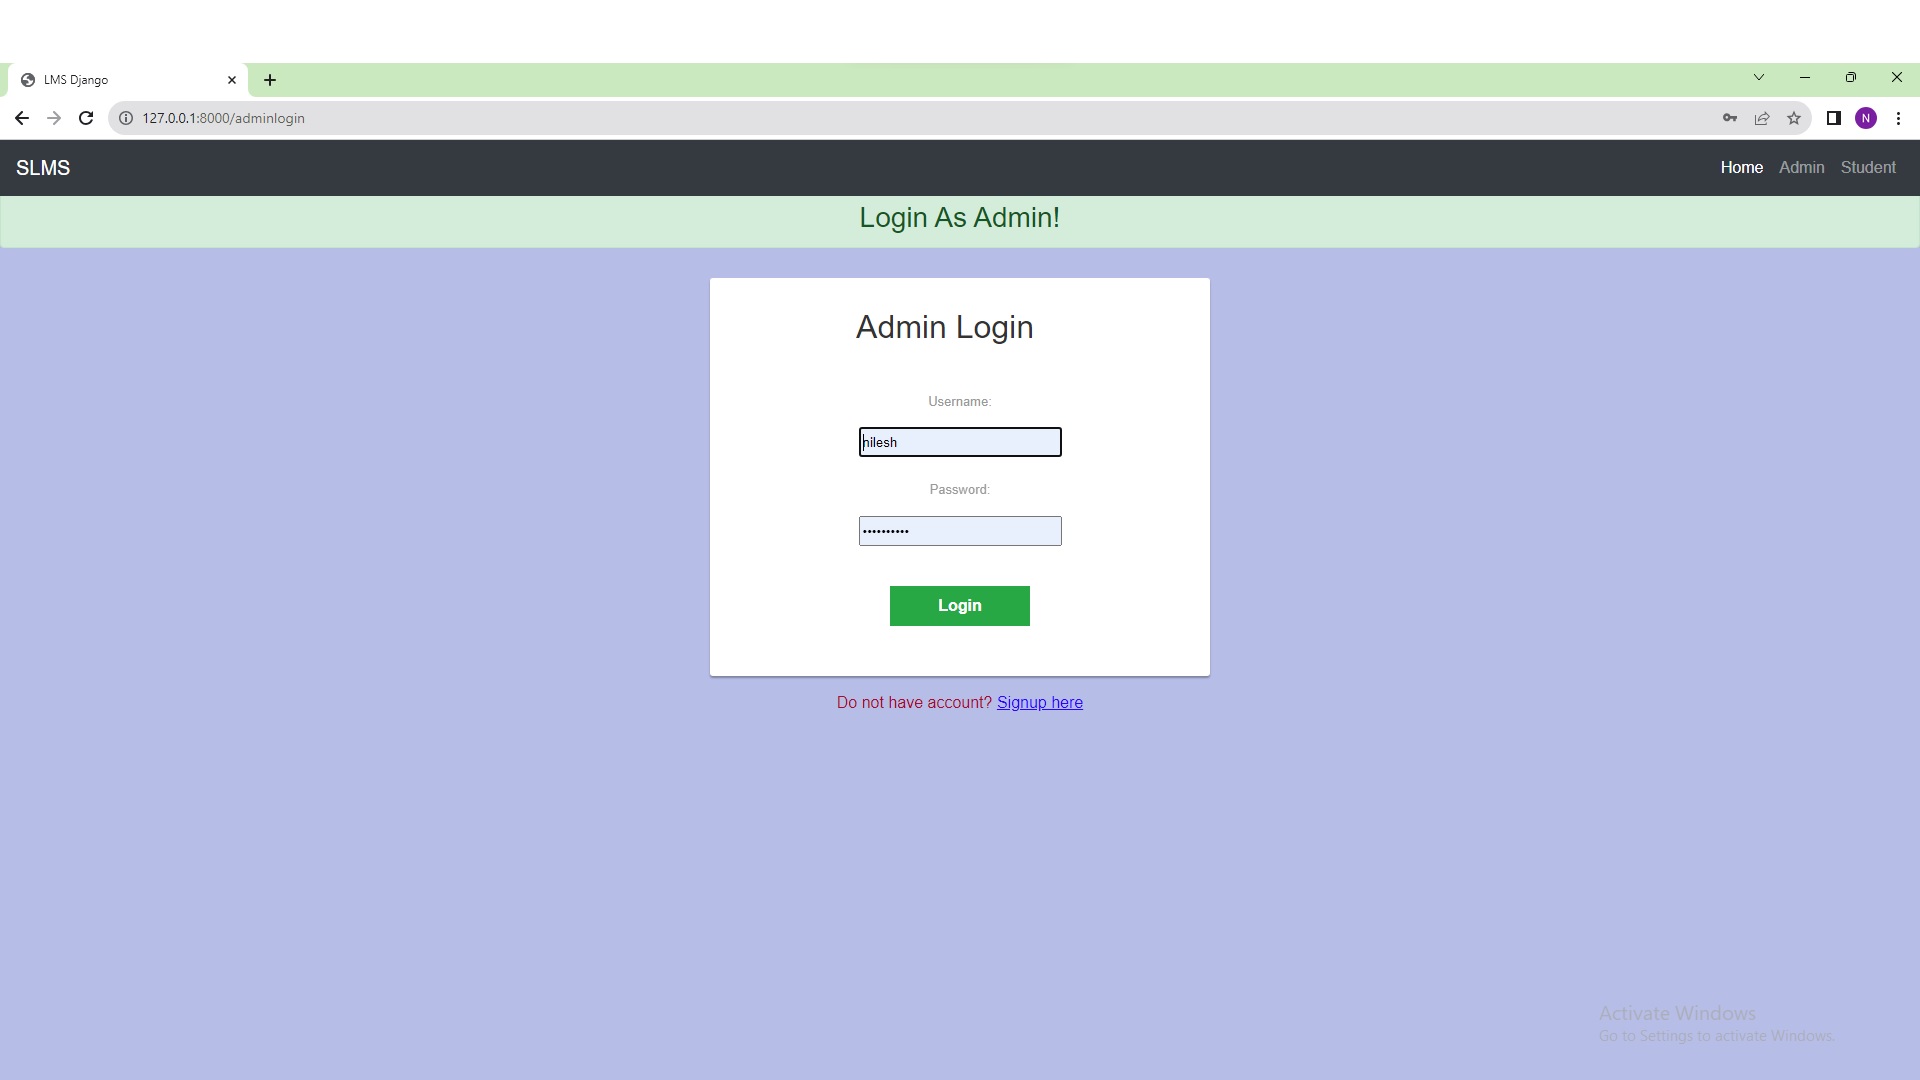 LMS Django
127.0.0.1:8000/adminlogin
N
SLMS
Home Admin Student
Login As Admin!
Admin Login
Username:
nilesh
Password:
••••••••••
Login
Do not have account? Signup here
Activate Windows
Go to Settings to activate Windows.